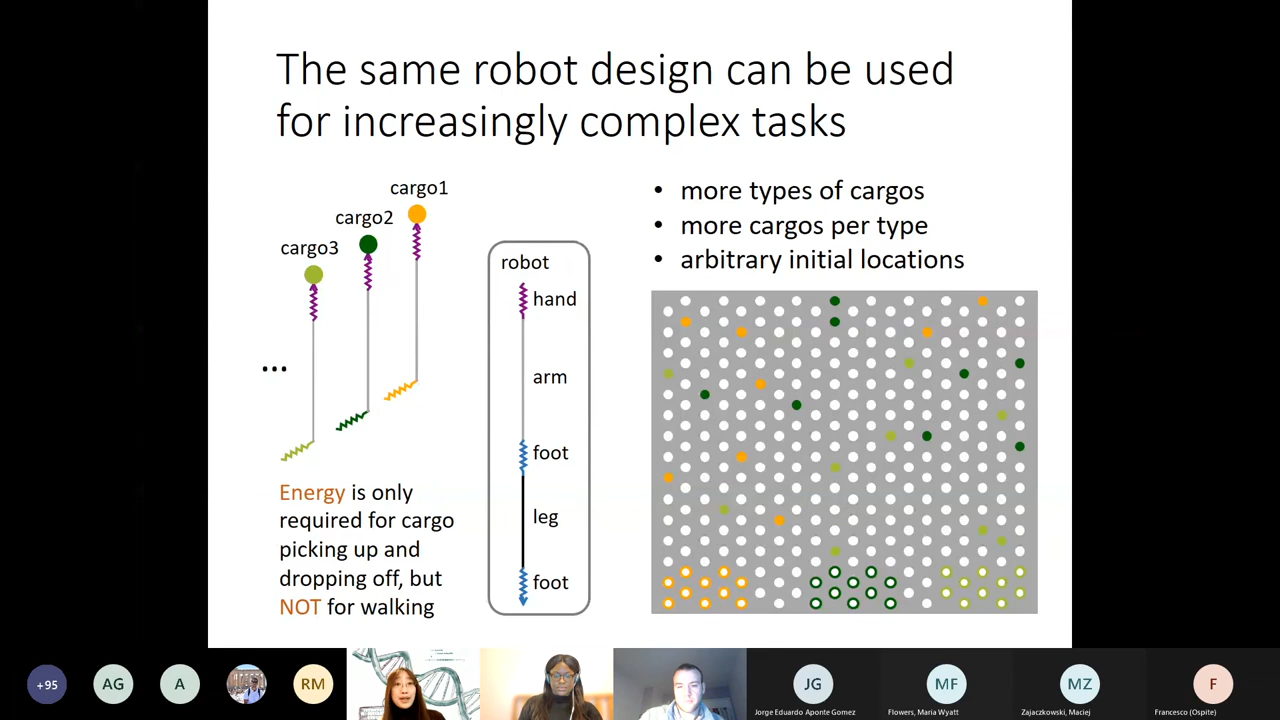 The same robot design can be used
for increasingly complex tasks
cargo1
cargo2
cargo3
...
Energy is only
required for cargo
picking up and
dropping off, but
NOT for walking
robot
hand
arm
foot
leg
foot
• more types of cargos
• more cargos per type
• arbitrary initial locations
+95
AG
A
RM
JG
Jorge Eduardo Aponte Gomez
MF
Flowers, Maria Wyatt
MZ
Zajaczkowski, Maciej
F
Francesco (Ospite)